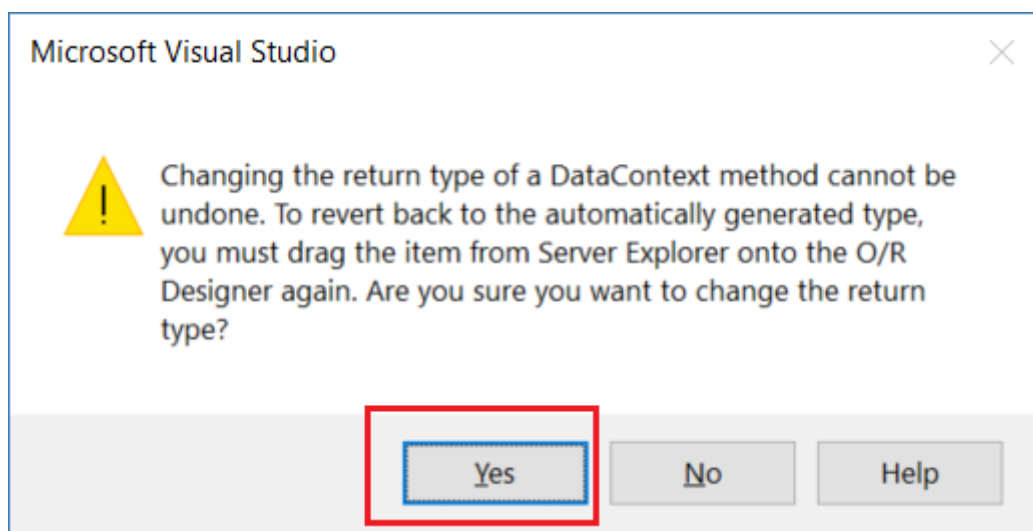 Microsoft Visual Studio
Changing the return type of a DataContext method cannot be
undone. To revert back to the automatically generated type,
you must drag the item from Server Explorer onto the O/R
Designer again. Are you sure you want to change the return
type?
Yes No Help